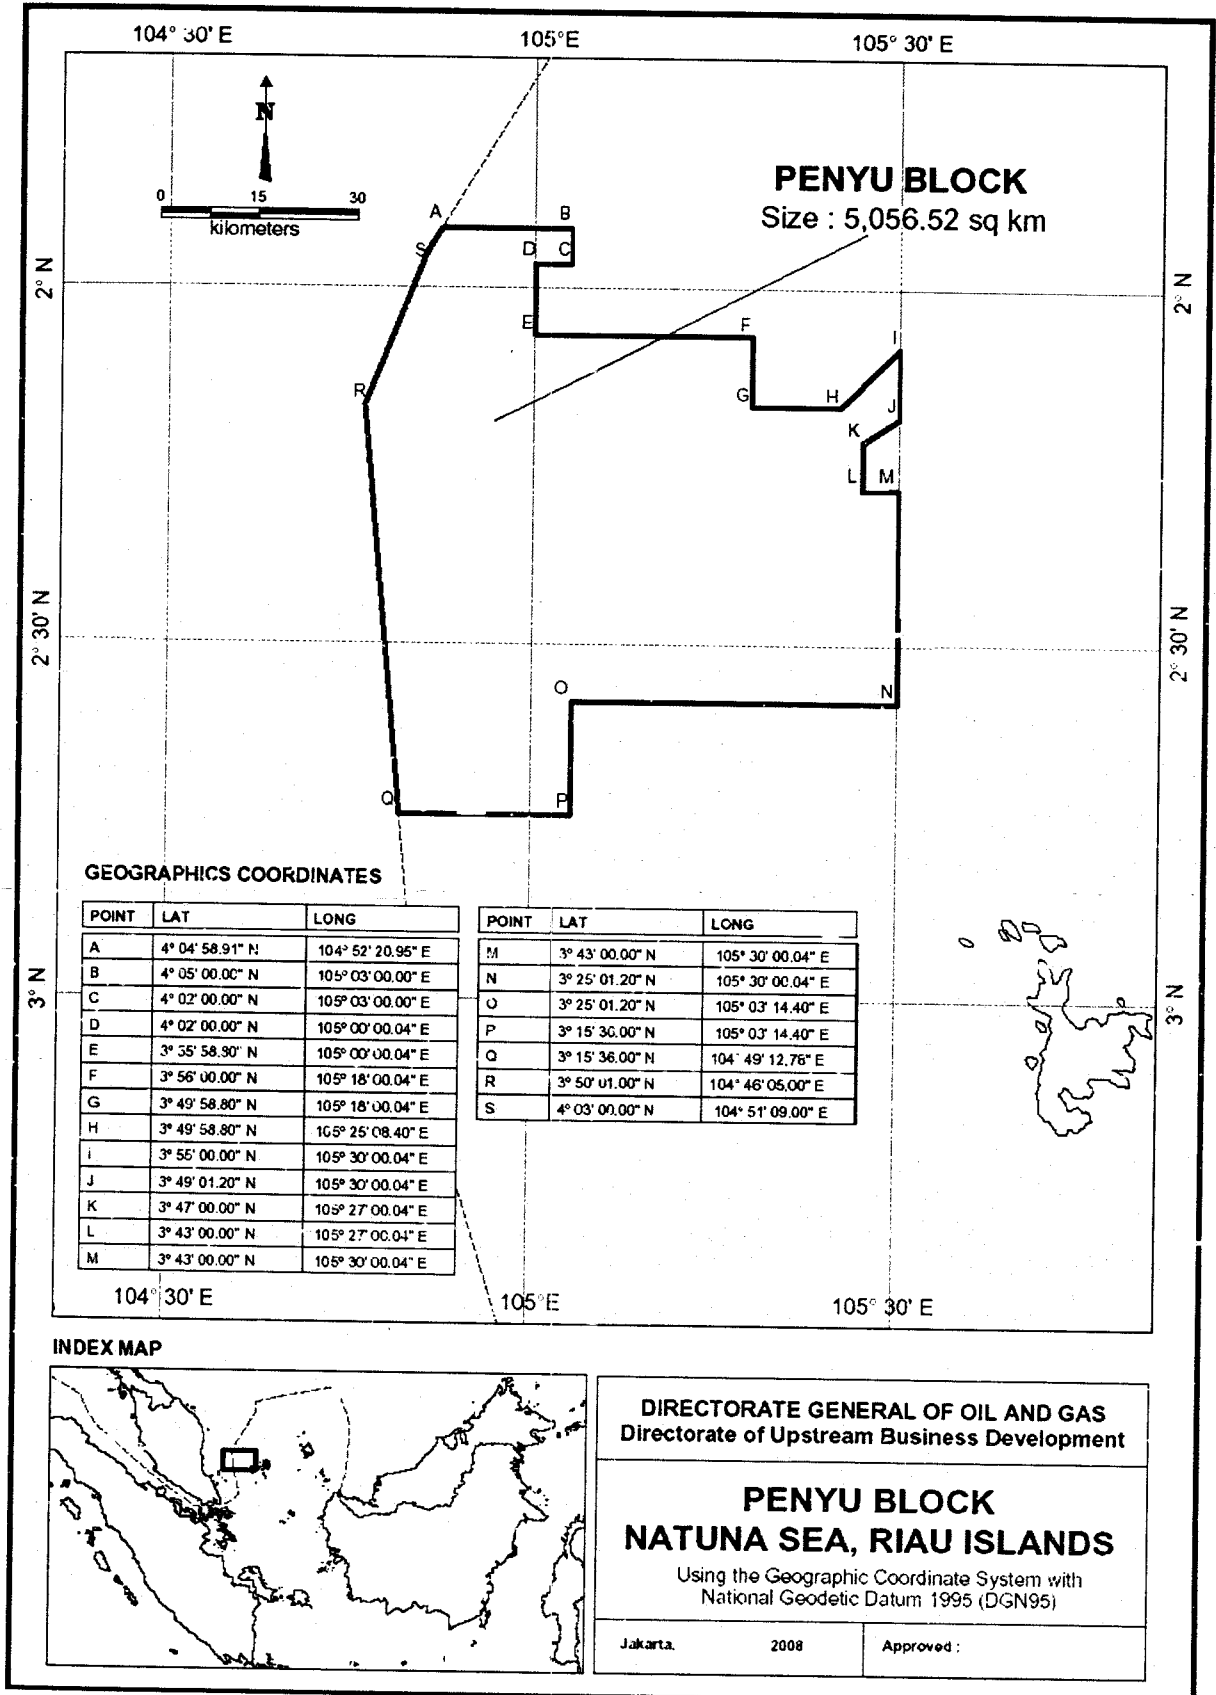 104° 30' E 105°E 105° 30' E
N
0 15 30
kilometers
PENYU BLOCK
Size : 5,056.52 sq km
A B
S D C
2° N 2° N
E F I
R G H J
K
L M
2° 30' N 2° 30' N
O N
Q P
GEOGRAPHICS COORDINATES
POINT LAT LONG
A 4° 04' 58.91" N 104° 52' 20.95" E
B 4° 05' 00.00" N 105° 03' 00.00" E
C 4° 02' 00.00" N 105° 03' 00.00" E
D 4° 02' 00.00" N 105° 00' 00.04" E
E 3° 55' 58.80" N 105° 00' 00.04" E
F 3° 56' 00.00" N 105° 18' 00.04" E
G 3° 49' 58.80" N 105° 18' 00.04" E
H 3° 49' 58.80" N 105° 25' 08.40" E
I 3° 55' 00.00" N 105° 30' 00.04" E
J 3° 49' 01.20" N 105° 30' 00.04" E
K 3° 47' 00.00" N 105° 27' 00.04" E
L 3° 43' 00.00" N 105° 27' 00.04" E
M 3° 43' 00.00" N 105° 30' 00.04" E
POINT LAT LONG
M 3° 43' 00.00" N 105° 30' 00.04" E
N 3° 25' 01.20" N 105° 30' 00.04" E
O 3° 25' 01.20" N 105° 03' 14.40" E
P 3° 15' 36.00" N 105° 03' 14.40" E
Q 3° 15' 36.00" N 104° 49' 12.76" E
R 3° 50' 01.00" N 104° 46' 05.00" E
S 4° 03' 00.00" N 104° 51' 09.00" E
3° N 3° N
104° 30' E 105°E 105° 30' E
INDEX MAP
DIRECTORATE GENERAL OF OIL AND GAS
Directorate of Upstream Business Development
PENYU BLOCK
NATUNA SEA, RIAU ISLANDS
Using the Geographic Coordinate System with
National Geodetic Datum 1995 (DGN95)
Jakarta. 2008 Approved :